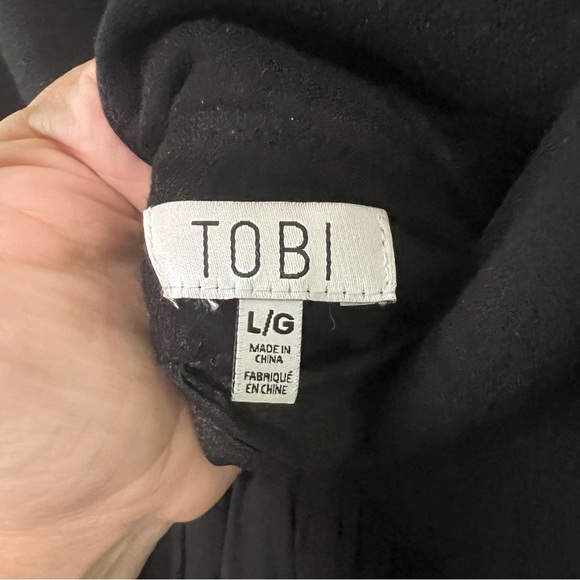 TOBI
L/G
MADE IN
CHINA
FABRIQUÉ
EN CHINE